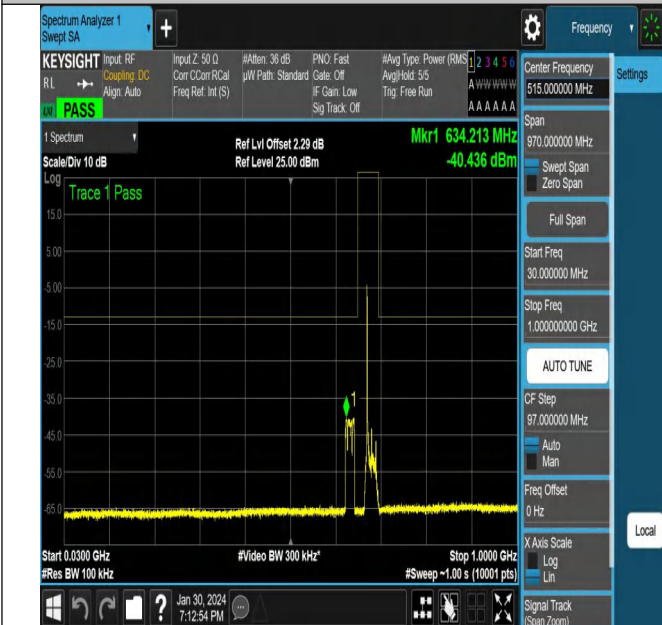 Spectrum Analyzer 1
Swept SA
Frequency
KEYSIGHT
RL
PASS
Input: RF
Coupling: DC
Align: Auto
Input Z: 50 Ω
Corr CCorr RCal
Freq Ref: Int (S)
#Atten: 36 dB
µW Path: Standard
PNO: Fast
Gate: Off
IF Gain: Low
Sig Track: Off
#Avg Type: Power (RMS
Avg|Hold: 5/5
Trig: Free Run
1 2 3 4 5 6
A W W W W W
A A A A A A
1 Spectrum
Scale/Div 10 dB
Ref Lvl Offset 2.29 dB
Ref Level 25.00 dBm
Mkr1 634.213 MHz
-40.436 dBm
Log
Trace 1 Pass
15.0
5.00
-5.00
-15.0
-25.0
-35.0
-45.0
-55.0
-65.0
1
Start 0.0300 GHz
#Res BW 100 kHz
#Video BW 300 kHz*
Stop 1.0000 GHz
#Sweep ~1.00 s (10001 pts)
Jan 30, 2024
7:12:54 PM
Center Frequency
515.000000 MHz
Settings
Span
970.000000 MHz
Swept Span
Zero Span
Full Span
Start Freq
30.000000 MHz
Stop Freq
1.000000000 GHz
AUTO TUNE
CF Step
97.000000 MHz
Auto
Man
Freq Offset
0 Hz
X Axis Scale
Log
Lin
Local
Signal Track
(Span Zoom)